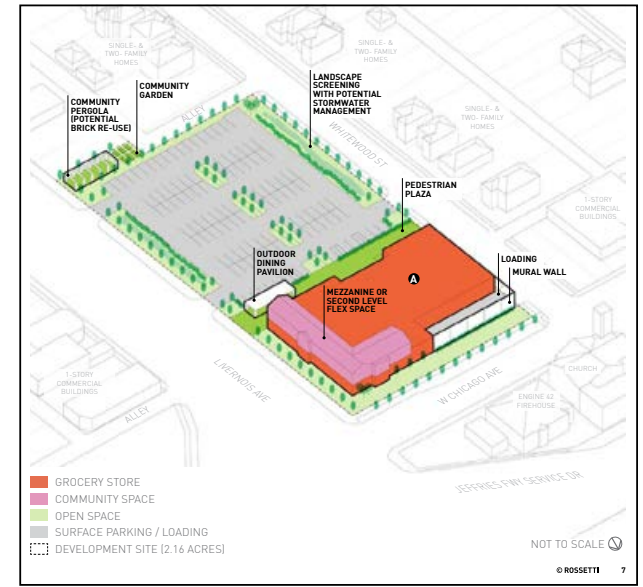 SINGLE- &
TWO- FAMILY
HOMES
SINGLE- &
TWO- FAMILY
HOMES
COMMUNITY
PERGOLA
(POTENTIAL
BRICK RE-USE)
COMMUNITY
GARDEN
ALLEY
LANDSCAPE
SCREENING
WITH POTENTIAL
STORMWATER
MANAGEMENT
WHITEWOOD ST
SINGLE- &
TWO- FAMILY
HOMES
PEDESTRIAN
PLAZA
1-STORY
COMMERCIAL
BUILDINGS
OUTDOOR
DINING
PAVILION
A
LOADING
MURAL WALL
MEZZANINE OR
SECOND LEVEL
FLEX SPACE
1-STORY
COMMERCIAL
BUILDINGS
ALLEY
LIVERNOIS AVE
W CHICAGO AVE
CHURCH
ENGINE 42
FIREHOUSE
JEFFRIES FWY SERVICE DR
GROCERY STORE
COMMUNITY SPACE
OPEN SPACE
SURFACE PARKING / LOADING
DEVELOPMENT SITE (2.16 ACRES)
NOT TO SCALE
© ROSSETTI 7